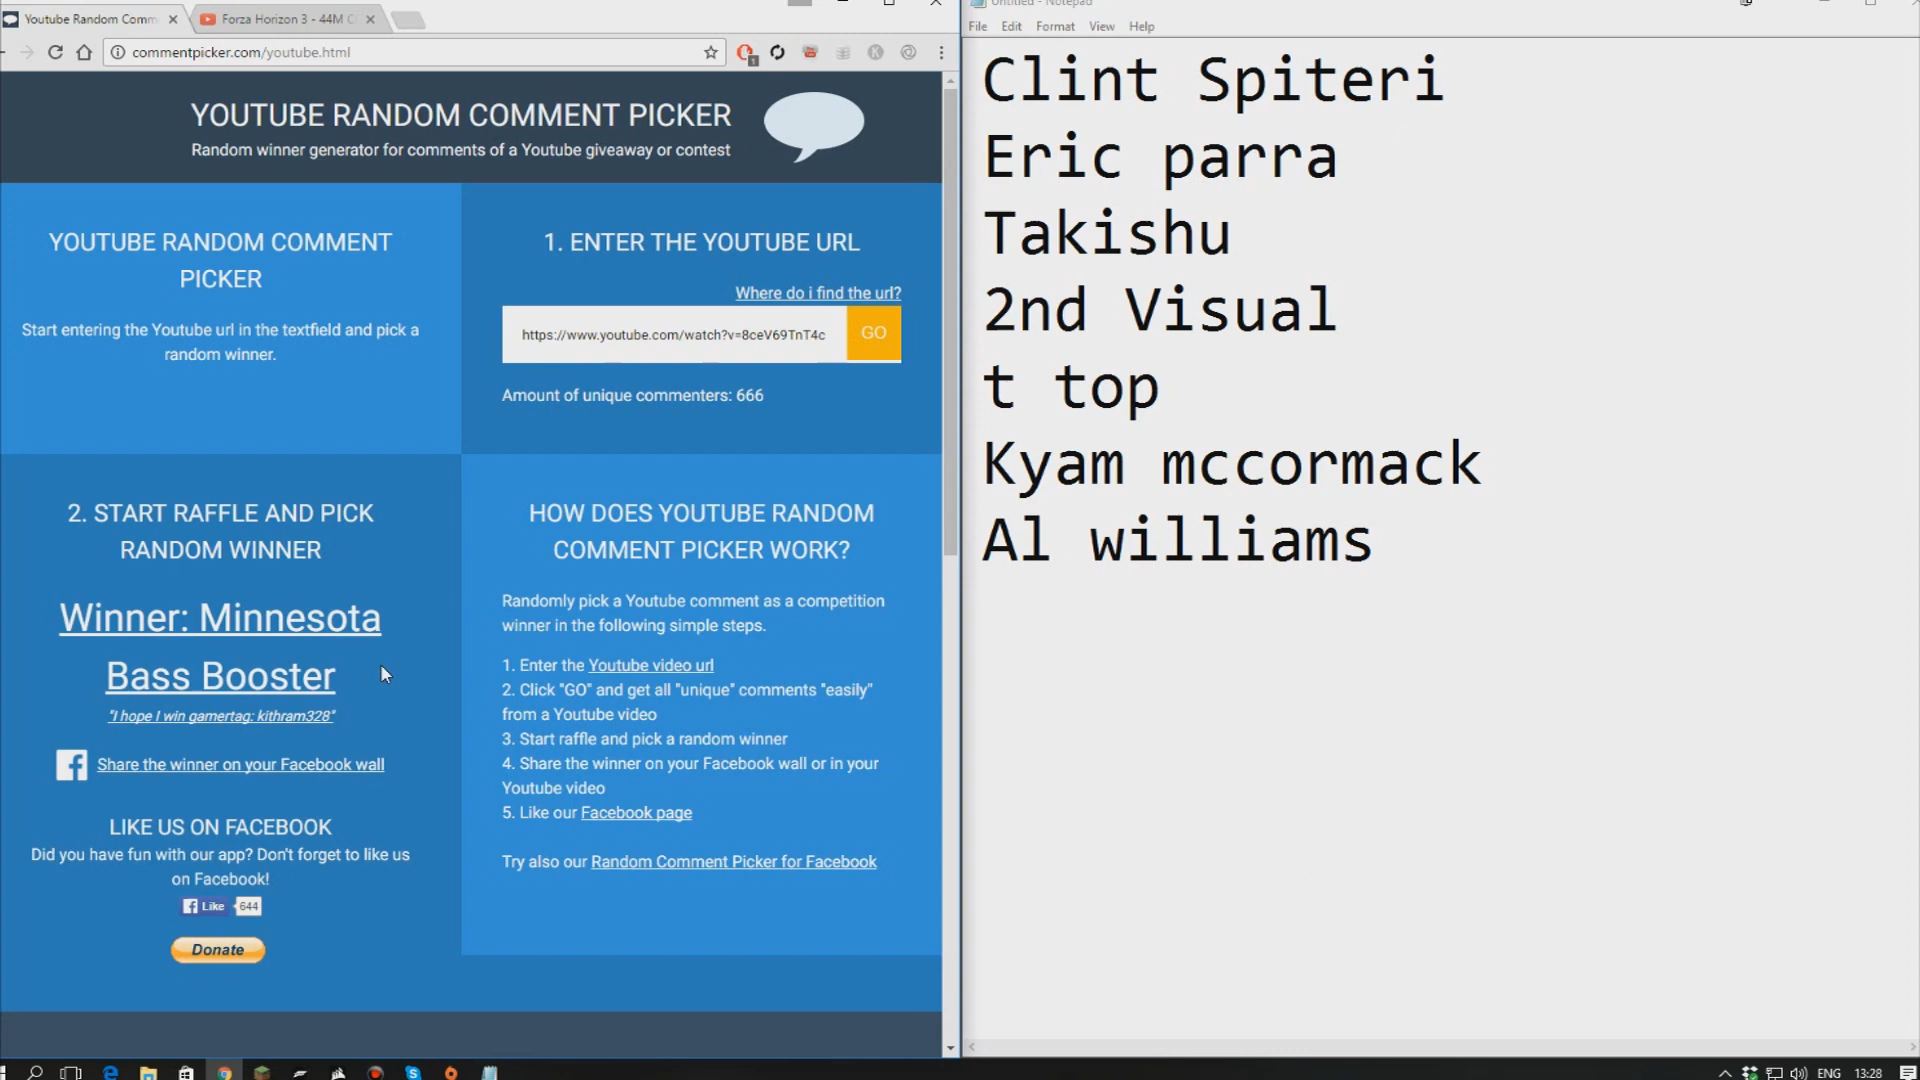 Youtube Random Comm
Forza Horizon 3 - 44M
commentpicker.com/youtube.html
YOUTUBE RANDOM COMMENT PICKER
Random winner generator for comments of a Youtube giveaway or contest
YOUTUBE RANDOM COMMENT
PICKER
Start entering the Youtube url in the textfield and pick a
random winner.
1. ENTER THE YOUTUBE URL
Where do i find the url?
https://www.youtube.com/watch?v=8ceV69TnT4c
GO
Amount of unique commenters: 666
2. START RAFFLE AND PICK
RANDOM WINNER
Winner: Minnesota
Bass Booster
"I hope I win gamertag: kithram328"
Share the winner on your Facebook wall
LIKE US ON FACEBOOK
Did you have fun with our app? Don't forget to like us
on Facebook!
Like 644
Donate
HOW DOES YOUTUBE RANDOM
COMMENT PICKER WORK?
Randomly pick a Youtube comment as a competition
winner in the following simple steps.
1. Enter the Youtube video url
2. Click "GO" and get all "unique" comments "easily"
from a Youtube video
3. Start raffle and pick a random winner
4. Share the winner on your Facebook wall or in your
Youtube video
5. Like our Facebook page
Try also our Random Comment Picker for Facebook
Untitled - Notepad
File Edit Format View Help
Clint Spiteri
Eric parra
Takishu
2nd Visual
t top
Kyam mccormack
Al williams
ENG 13:28